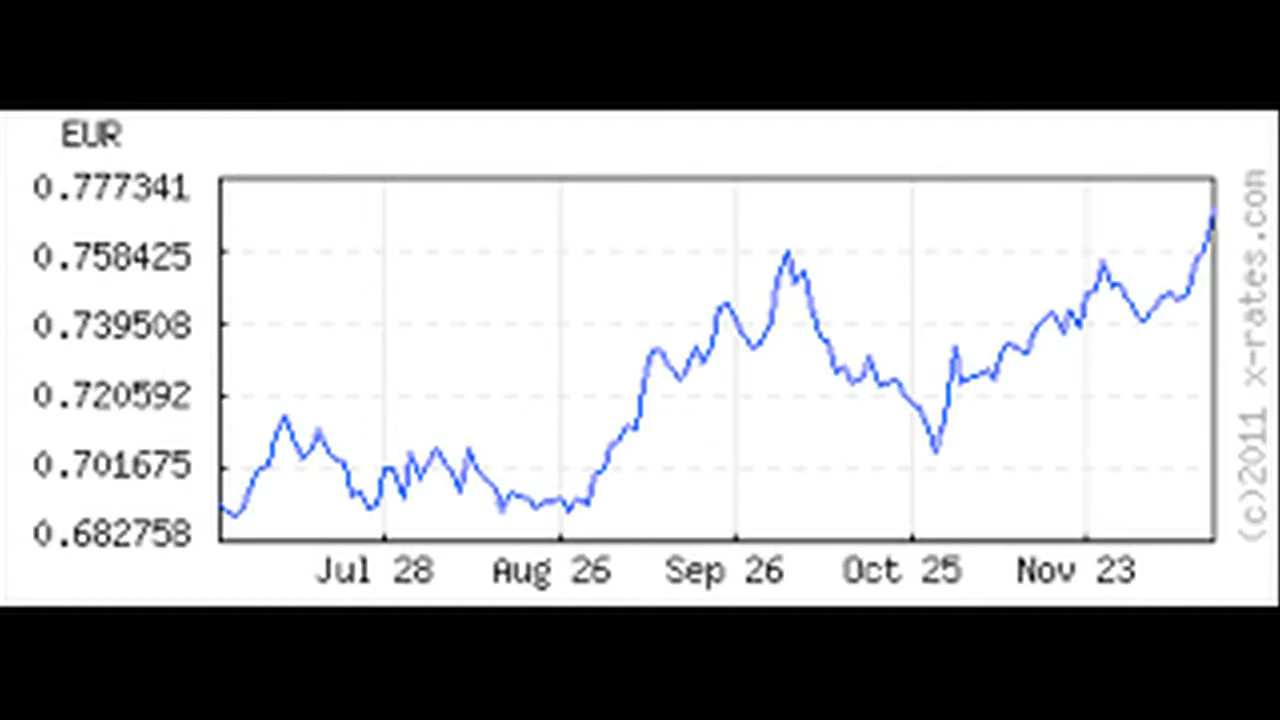 EUR
0.777341
0.758425
0.739508
0.720592
0.701675
0.682758
Jul 28 Aug 26 Sep 26 Oct 25 Nov 23
(c)2011 x-rates.com